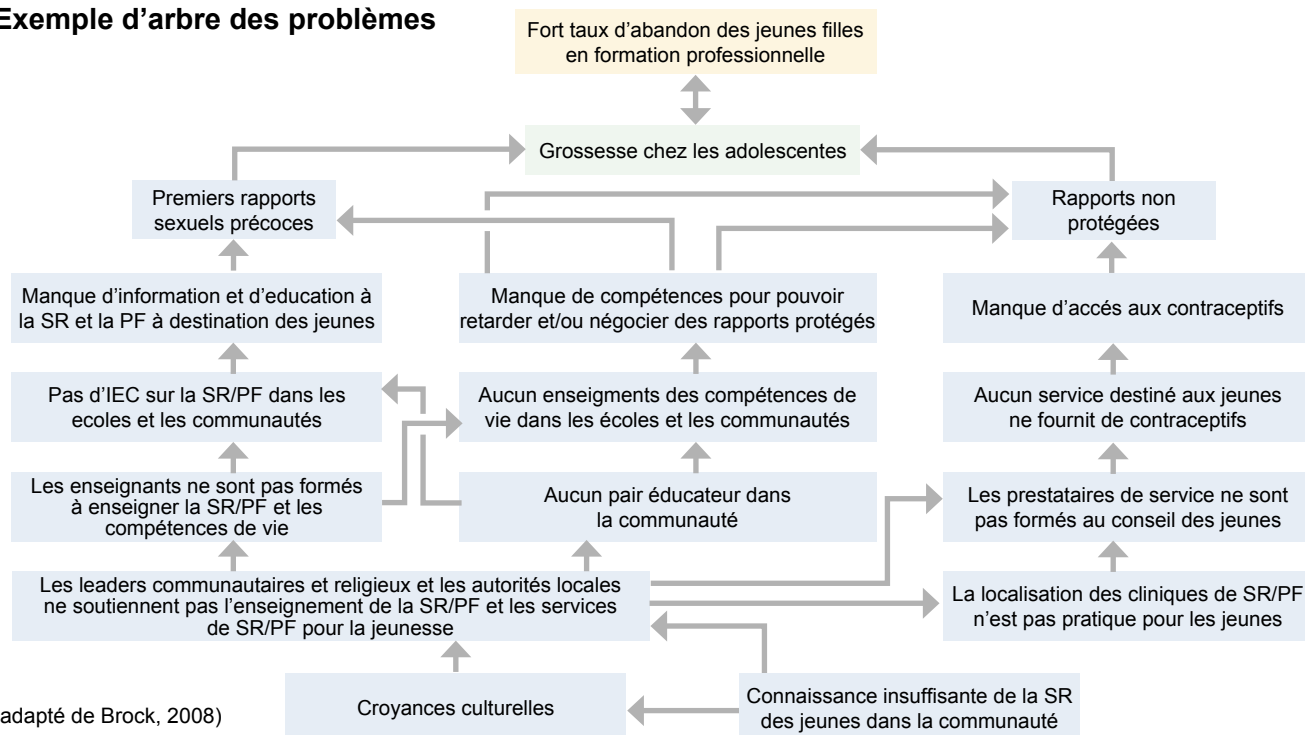 Exemple d’arbre des problèmes
Fort taux d’abandon des jeunes filles
en formation professionnelle
Grossesse chez les adolescentes
Premiers rapports
sexuels précoces
Rapports non
protégées
Manque d’information et d’education à
la SR et la PF à destination des jeunes
Manque de compétences pour pouvoir
retarder et/ou négocier des rapports protégés
Manque d’accés aux contraceptifs
Pas d’IEC sur la SR/PF dans les
ecoles et les communautés
Aucun enseigments des compétences de
vie dans les écoles et les communautés
Aucun service destiné aux jeunes
ne fournit de contraceptifs
Les enseignants ne sont pas formés
à enseigner la SR/PF et les
compétences de vie
Aucun pair éducateur dans
la communauté
Les prestataires de service ne sont
pas formés au conseil des jeunes
Les leaders communautaires et religieux et les autorités locales
ne soutiennent pas l’enseignement de la SR/PF et les services
de SR/PF pour la jeunesse
La localisation des cliniques de SR/PF
n’est pas pratique pour les jeunes
Croyances culturelles
Connaissance insuffisante de la SR
des jeunes dans la communauté
adapté de Brock, 2008)